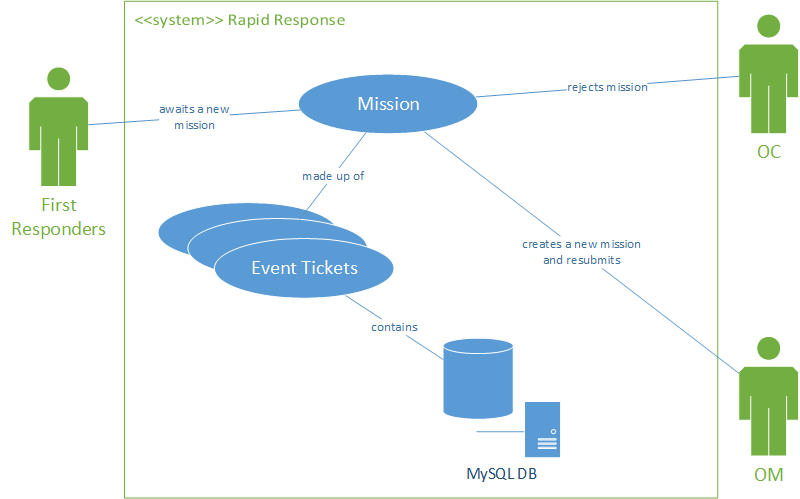 <<system>> Rapid Response
Mission
rejects mission
awaits a new
mission
OC
made up of
First
Responders
creates a new mission
and resubmits
Event Tickets
contains
MySQL DB
OM